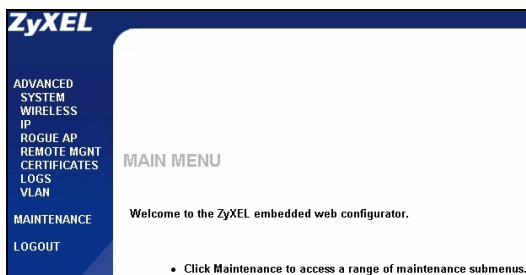 ZyXEL
ADVANCED
SYSTEM
WIRELESS
IP
ROGUE AP
REMOTE MGNT
CERTIFICATES
LOGS
VLAN
MAINTENANCE
LOGOUT
MAIN MENU
Welcome to the ZyXEL embedded web configurator.
• Click Maintenance to access a range of maintenance submenus.